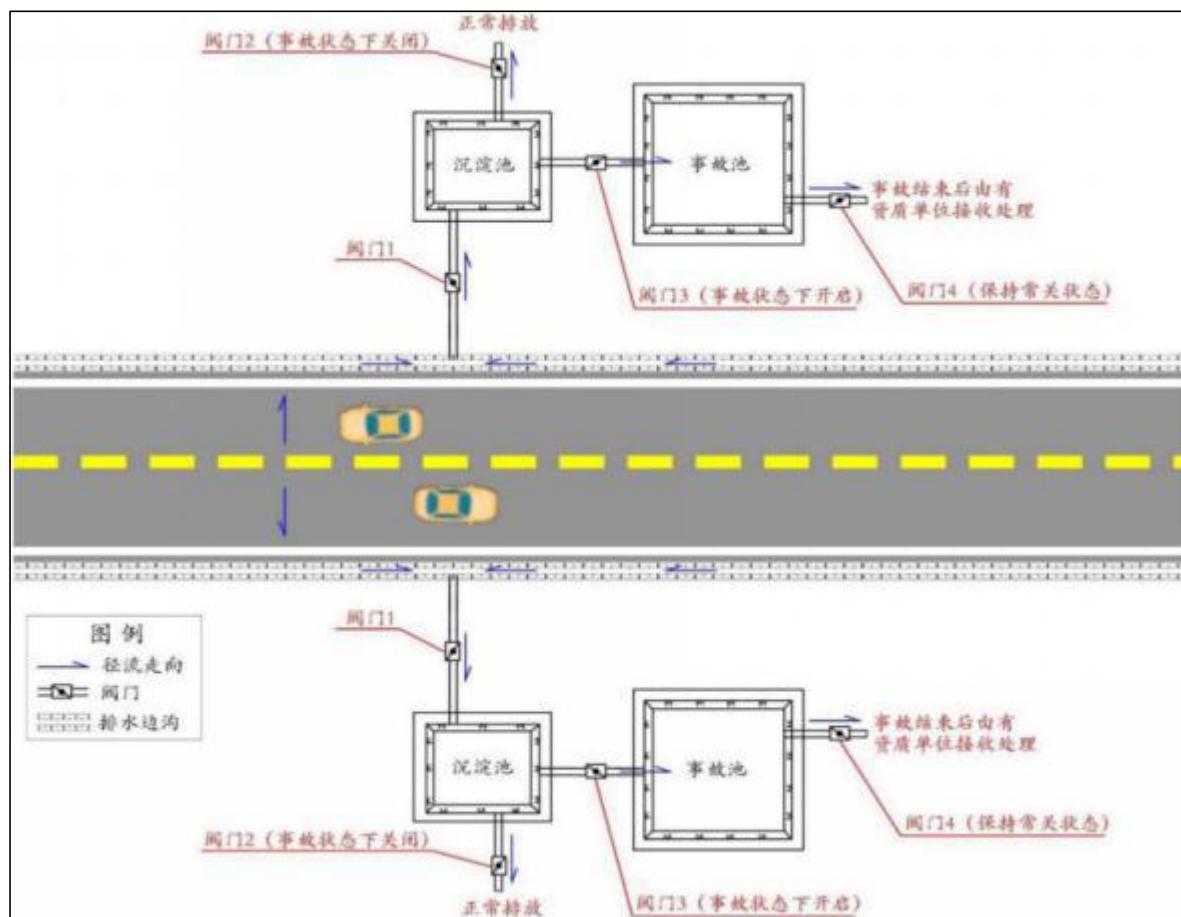 正常排放
阀门2（事故状态下关闭）
沉淀池
事故池
事故结束后由有
资质单位接收处理
阀门1
阀门3（事故状态下开启）
阀门4（保持常关状态）
阀门1
图例
径流走向
阀门
排水边沟
沉淀池
事故池
事故结束后由有
资质单位接收处理
阀门2（事故状态下关闭）
阀门4（保持常关状态）
正常排放
阀门3（事故状态下开启）